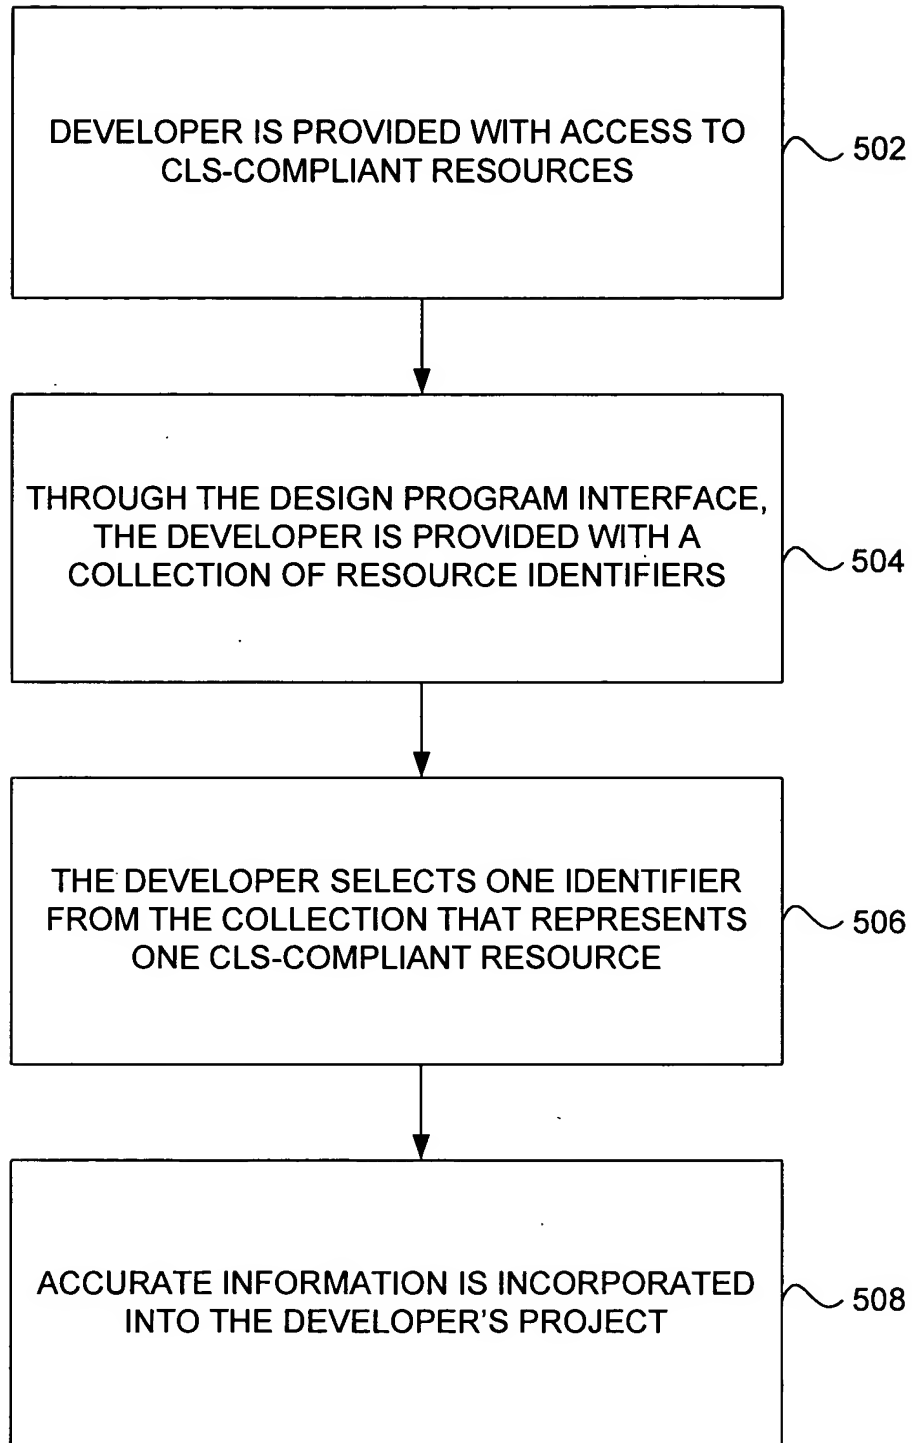 DEVELOPER IS PROVIDED WITH ACCESS TO
CLS-COMPLIANT RESOURCES
502
THROUGH THE DESIGN PROGRAM INTERFACE,
THE DEVELOPER IS PROVIDED WITH A
COLLECTION OF RESOURCE IDENTIFIERS
504
THE DEVELOPER SELECTS ONE IDENTIFIER
FROM THE COLLECTION THAT REPRESENTS
ONE CLS-COMPLIANT RESOURCE
506
ACCURATE INFORMATION IS INCORPORATED
INTO THE DEVELOPER'S PROJECT
508